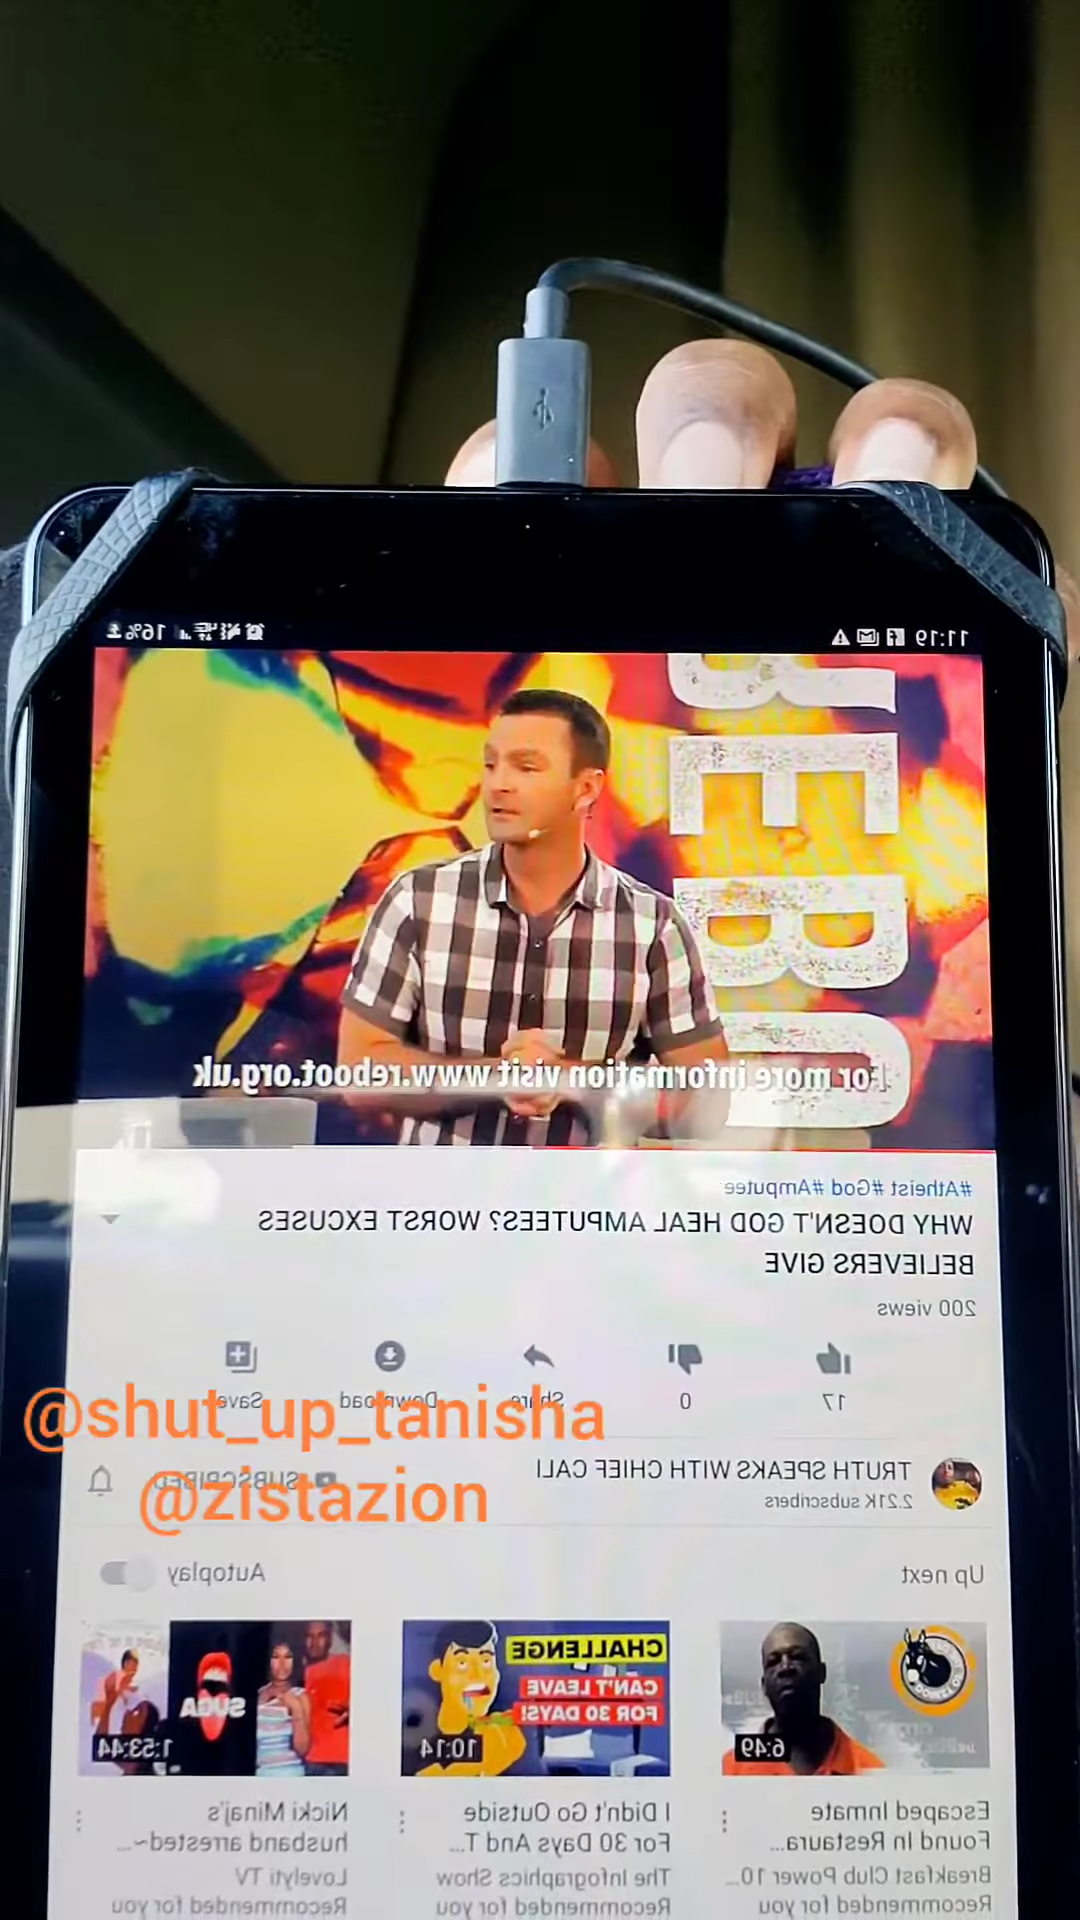 11:19
16%
REBO
For more information visit www.reboot.org.uk
#Atheist #God #Amputee
WHY DOESN'T GOD HEAL AMPUTEES? WORST EXCUSES
BELIEVERS GIVE
200 views
17
0
Share
Download
Save
@shut_up_tanisha
TRUTH SPEAKS WITH CHIEF CALI
2.21K subscribers
SUBSCRIBED
@zistazion
Up next
Autoplay
6:49
Escaped Inmate
Found In Restaura...
Breakfast Club Power 10...
Recommended for you
CHALLENGE
CAN'T LEAVE
FOR 30 DAYS!
10:14
I Didn't Go Outside
For 30 Days And T...
The Infographics Show
Recommended for you
SUGA
1:53:44
Nicki Minaj's
husband arrested~...
Lovelyti TV
Recommended for you